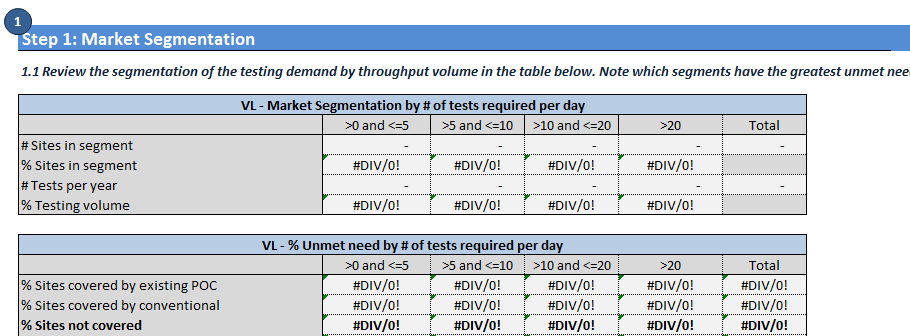 1
Step 1: Market Segmentation
1.1 Review the segmentation of the testing demand by throughput volume in the table below. Note which segments have the greatest unmet nee
VL - Market Segmentation by # of tests required per day
>0 and <=5 >5 and <=10 >10 and <=20 >20 Total
# Sites in segment - - - - -
% Sites in segment #DIV/0! #DIV/0! #DIV/0! #DIV/0!
# Tests per year - - - - -
% Testing volume #DIV/0! #DIV/0! #DIV/0! #DIV/0!
VL - % Unmet need by # of tests required per day
>0 and <=5 >5 and <=10 >10 and <=20 >20 Total
% Sites covered by existing POC #DIV/0! #DIV/0! #DIV/0! #DIV/0! #DIV/0!
% Sites covered by conventional #DIV/0! #DIV/0! #DIV/0! #DIV/0! #DIV/0!
% Sites not covered #DIV/0! #DIV/0! #DIV/0! #DIV/0! #DIV/0!